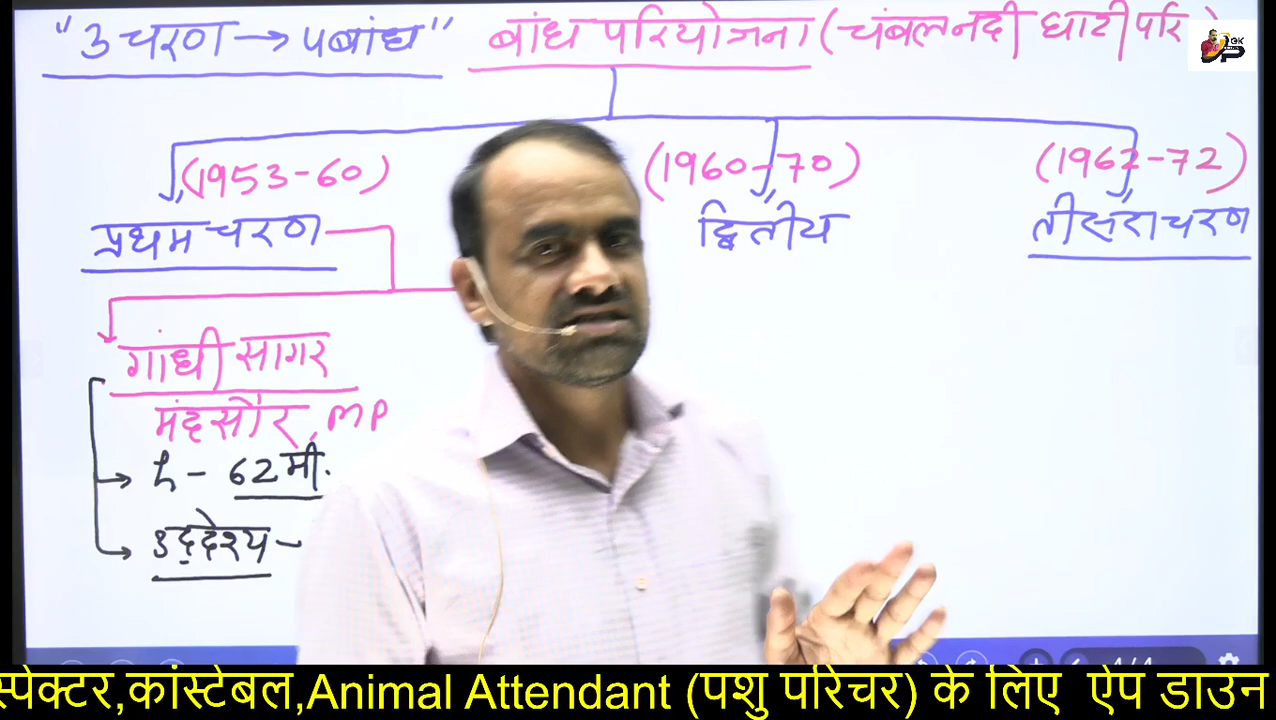 "3 चरण → 4 बांध" बांध परियोजना (चंबल नदी घाटी परि
(1953-60) (1960-70) (1962-72)
प्रथम चरण द्वितीय तीसरा चरण
गांधी सागर
मंदसौर, MP
h - 62 मी.
उद्देश्य -
स्पेक्टर,कांस्टेबल,Animal Attendant (पशु परिचर) के लिए ऐप डाउन